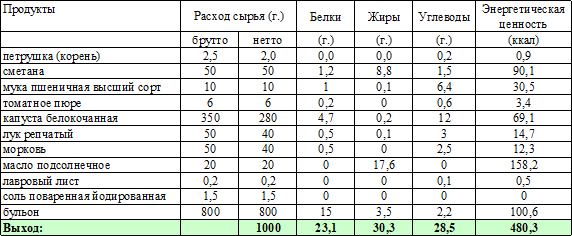 Продукты Расход сырья (г.) Белки Жиры Углеводы Энергетическая ценность
брутто нетто (г.) (г.) (г.) (ккал)
петрушка (корень) 2,5 2,0 0,0 0,0 0,2 0,9
сметана 50 50 1,2 8,8 1,5 90,1
мука пшеничная высший сорт 10 10 1 0,1 6,4 30,5
томатное пюре 6 6 0,2 0 0,6 3,4
капуста белокочанная 350 280 4,7 0,2 12 69,1
лук репчатый 50 40 0,5 0,1 3 14,7
морковь 50 40 0,5 0 2,5 12,3
масло подсолнечное 20 20 0 17,6 0 158,2
лавровый лист 0,2 0,2 0 0 0,1 0,5
соль поваренная йодированная 1,5 1,5 0 0 0 0
бульон 800 800 15 3,5 2,2 100,6
Выход: 1000 23,1 30,3 28,5 480,3